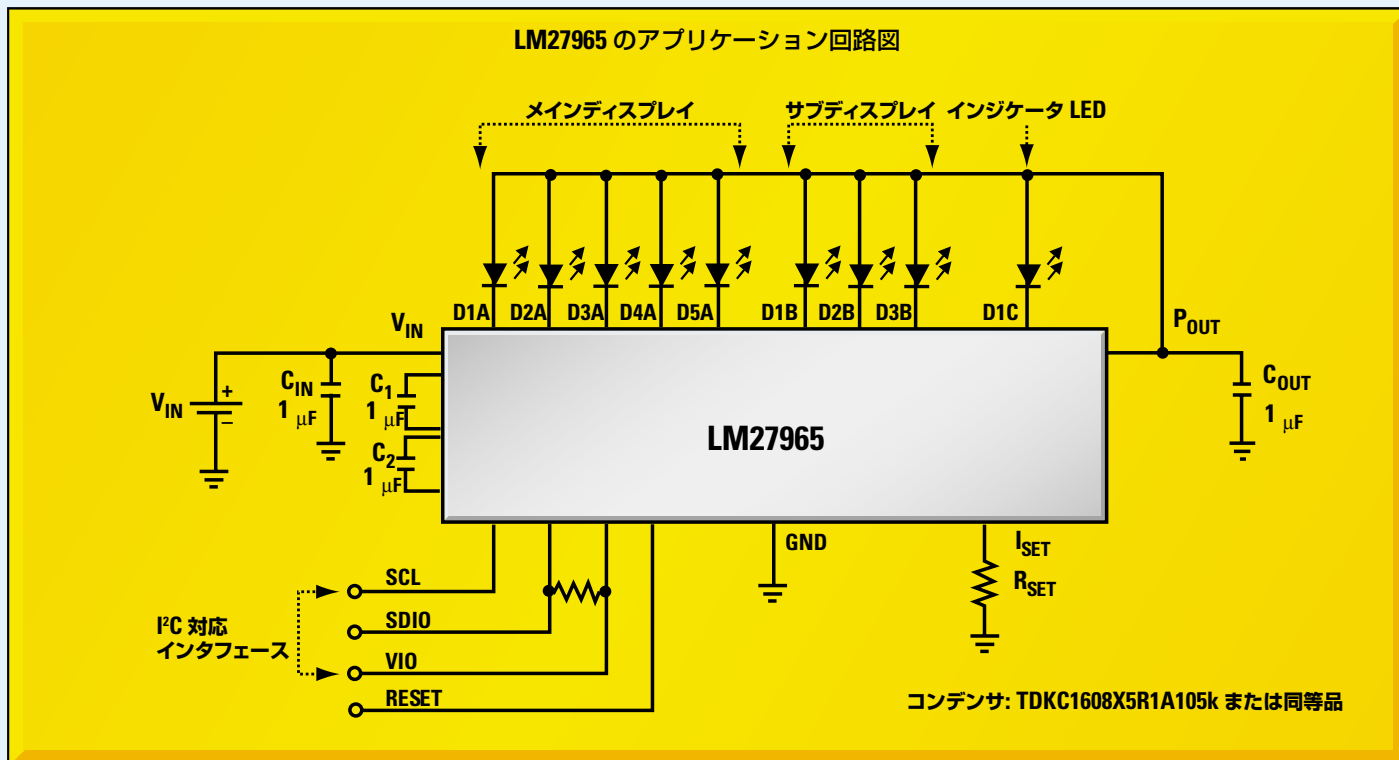 LM27965 のアプリケーション回路図
メインディスプレイ
サブディスプレイ
インジケータ LED
D1A
D2A
D3A
D4A
D5A
D1B
D2B
D3B
D1C
VIN
POUT
VIN
+
–
CIN
1 µF
C1
1 µF
C2
1 µF
LM27965
COUT
1 µF
GND
ISET
RSET
SCL
SDIO
VIO
RESET
I²C 対応
インタフェース
コンデンサ: TDKC1608X5R1A105k または同等品